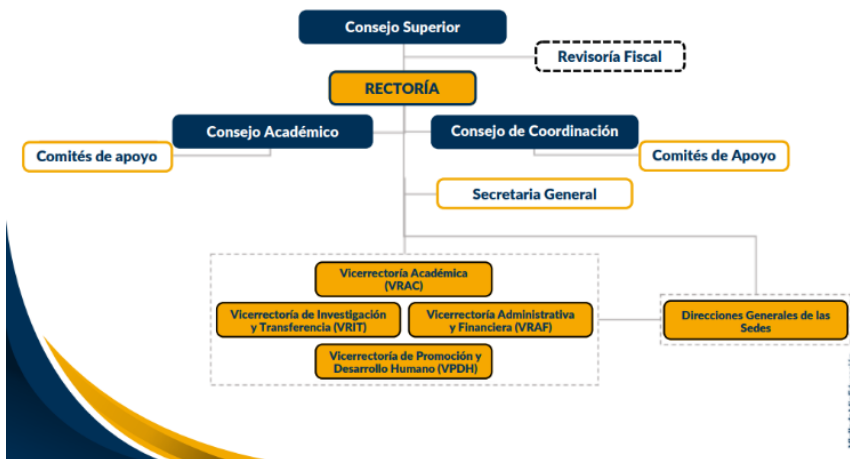 Consejo Superior
Revisoría Fiscal
RECTORÍA
Consejo Académico
Consejo de Coordinación
Comités de apoyo
Comités de Apoyo
Secretaria General
Vicerrectoría Académica
(VRAC)
Vicerrectoría de Investigación
y Transferencia (VRIT)
Vicerrectoría Administrativa
y Financiera (VRAF)
Direcciones Generales de las
Sedes
Vicerrectoría de Promoción y
Desarrollo Humano (VPDH)